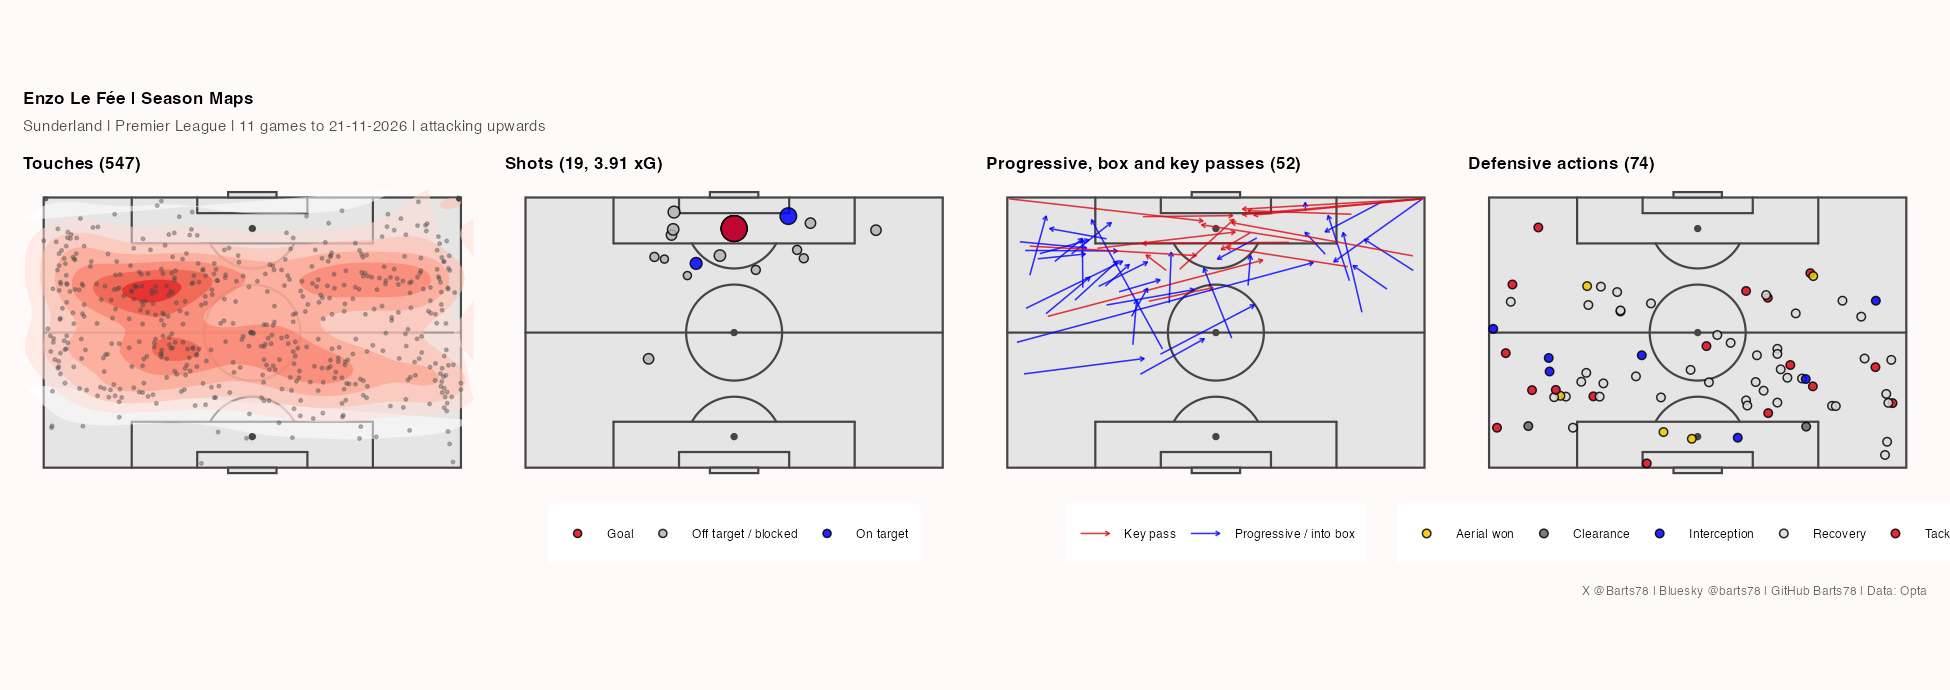 Enzo Le Fée | Season Maps
Sunderland | Premier League | 11 games to 21-11-2026 | attacking upwards
Touches (547)
Shots (19, 3.91 xG)
Progressive, box and key passes (52)
Defensive actions (74)
Goal
Off target / blocked
On target
Key pass
Progressive / into box
Aerial won
Clearance
Interception
Recovery
Tack
X @Barts78 | Bluesky @barts78 | GitHub Barts78 | Data: Opta